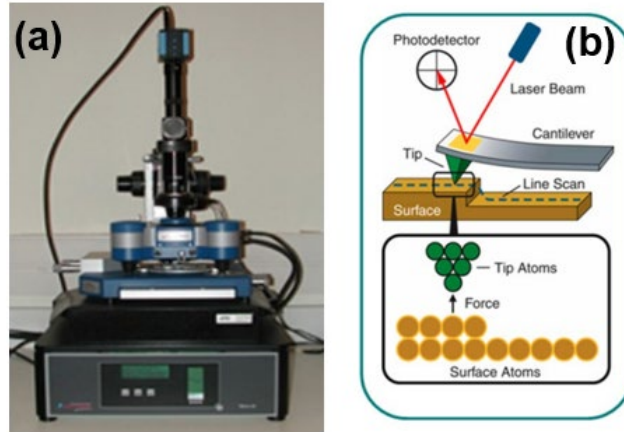 (a)
(b)
Photodetector
Laser Beam
Cantilever
Tip
Line Scan
Surface
Tip Atoms
Force
Surface Atoms